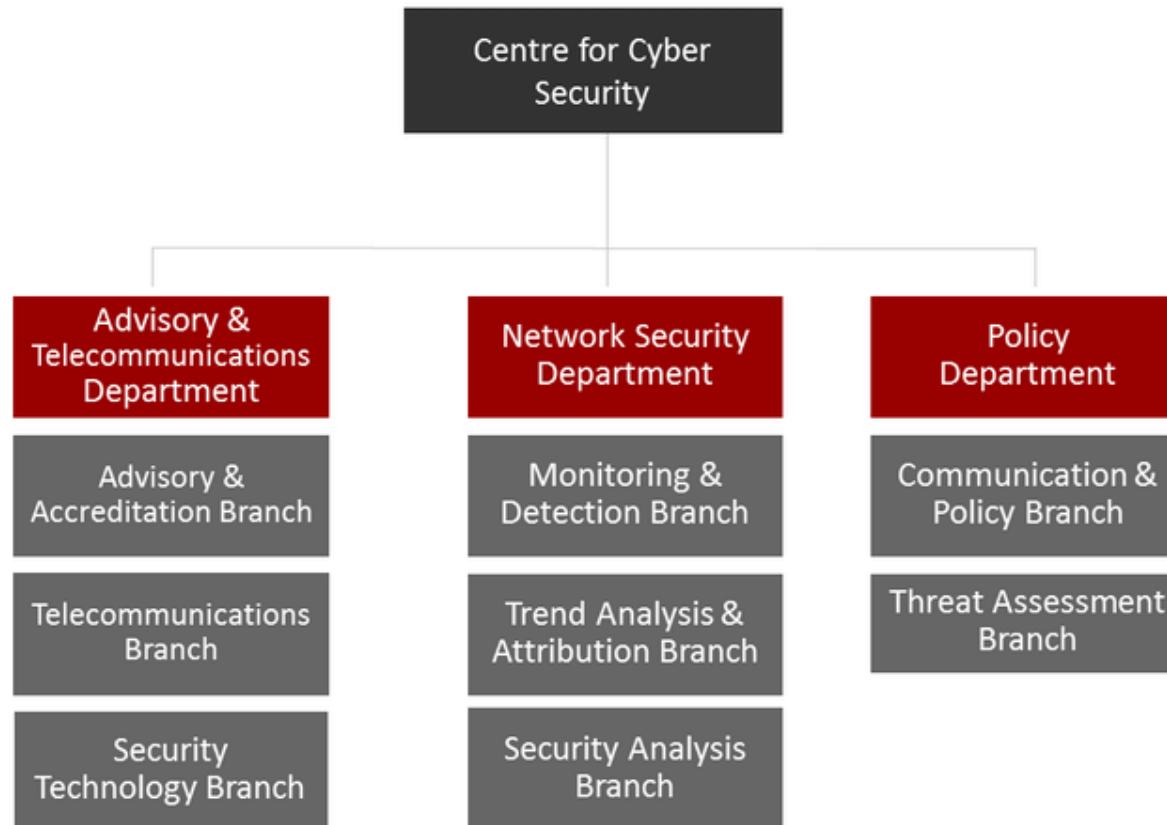 Centre for Cyber
Security
Advisory &
Telecommunications
Department
Advisory &
Accreditation Branch
Telecommunications
Branch
Security
Technology Branch
Network Security
Department
Monitoring &
Detection Branch
Trend Analysis &
Attribution Branch
Security Analysis
Branch
Policy
Department
Communication &
Policy Branch
Threat Assessment
Branch